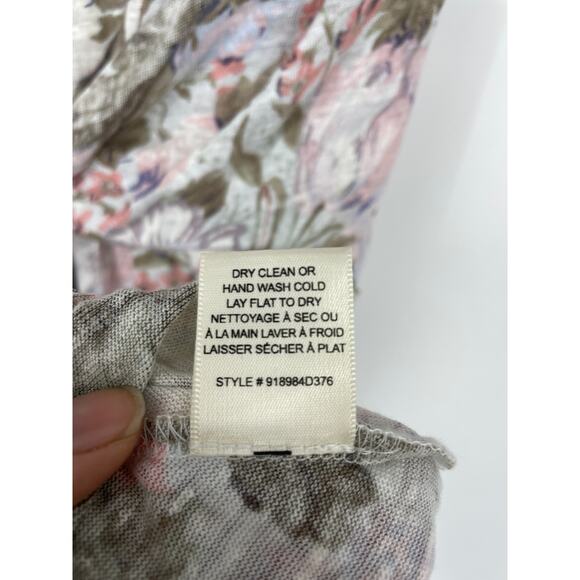 DRY CLEAN OR
HAND WASH COLD
LAY FLAT TO DRY
NETTOYAGE À SEC OU
À LA MAIN LAVER À FROID
LAISSER SÉCHER À PLAT
STYLE # 918984D376